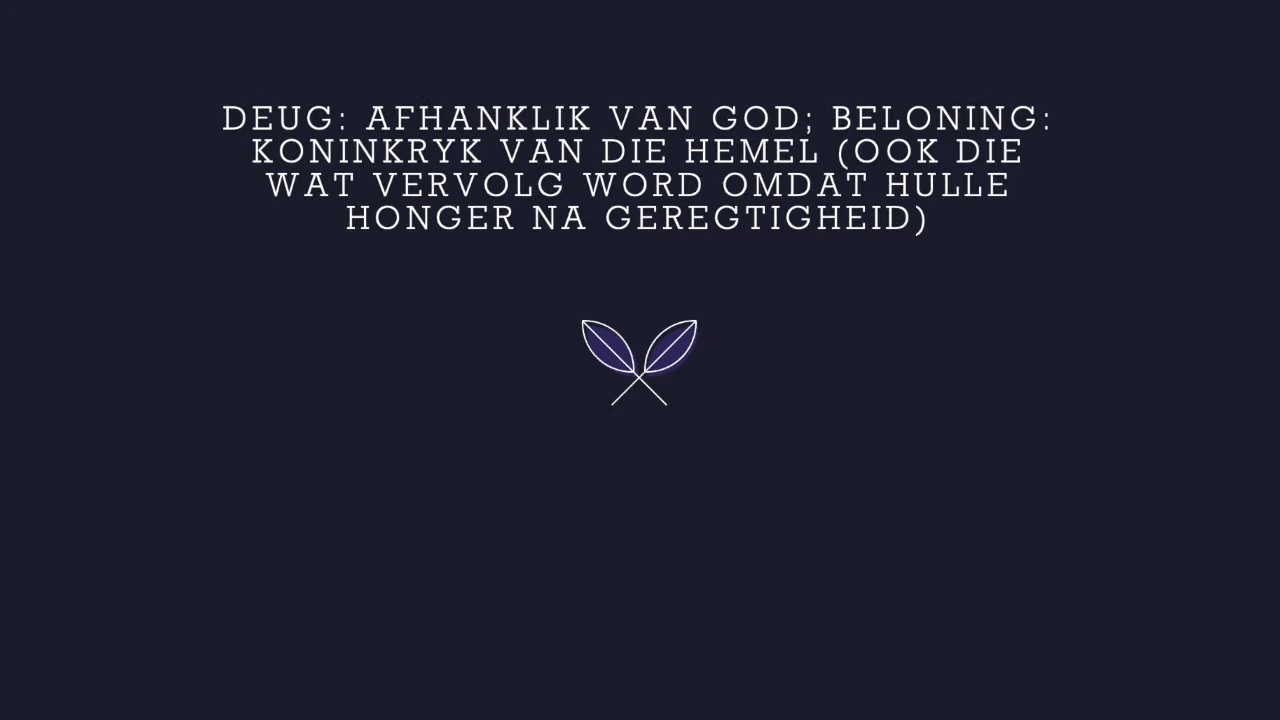 DEUG: AFHANKLIK VAN GOD; BELONING:
KONINKRYK VAN DIE HEMEL (OOK DIE
WAT VERVOLG WORD OMDAT HULLE
HONGER NA GEREGTIGHEID)